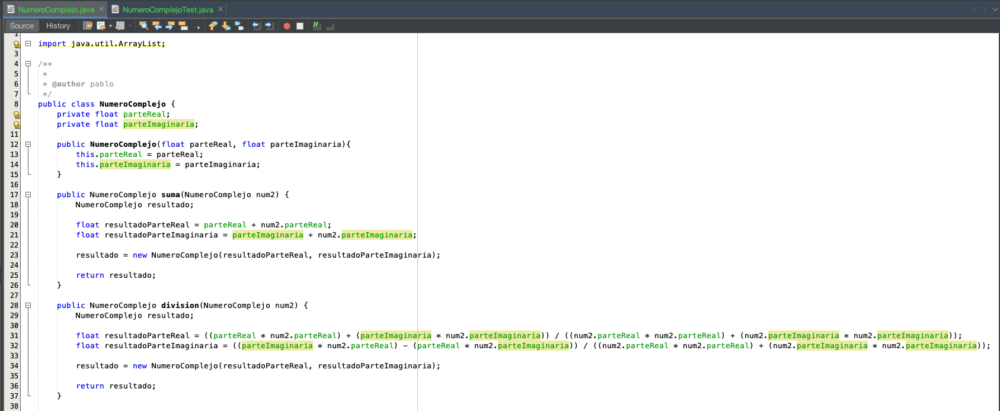 NumeroComplejo.java × NumeroComplejoTest.java ×
Source History
1
import java.util.ArrayList;
3
4 /**
5 *
6 * @author pablo
7 */
8 public class NumeroComplejo {
private float parteReal;
private float parteImaginaria;
11
12 public NumeroComplejo(float parteReal, float parteImaginaria){
13 this.parteReal = parteReal;
14 this.parteImaginaria = parteImaginaria;
15 }
16
17 public NumeroComplejo suma(NumeroComplejo num2) {
18 NumeroComplejo resultado;
19
20 float resultadoParteReal = parteReal + num2.parteReal;
21 float resultadoParteImaginaria = parteImaginaria + num2.parteImaginaria;
22
23 resultado = new NumeroComplejo(resultadoParteReal, resultadoParteImaginaria);
24
25 return resultado;
26 }
27
28 public NumeroComplejo division(NumeroComplejo num2) {
29 NumeroComplejo resultado;
30
31 float resultadoParteReal = ((parteReal * num2.parteReal) + (parteImaginaria * num2.parteImaginaria)) / ((num2.parteReal * num2.parteReal) + (num2.parteImaginaria * num2.parteImaginaria));
32 float resultadoParteImaginaria = ((parteImaginaria * num2.parteReal) - (parteReal * num2.parteImaginaria)) / ((num2.parteReal * num2.parteReal) + (num2.parteImaginaria * num2.parteImaginaria));
33
34 resultado = new NumeroComplejo(resultadoParteReal, resultadoParteImaginaria);
35
36 return resultado;
37 }
38